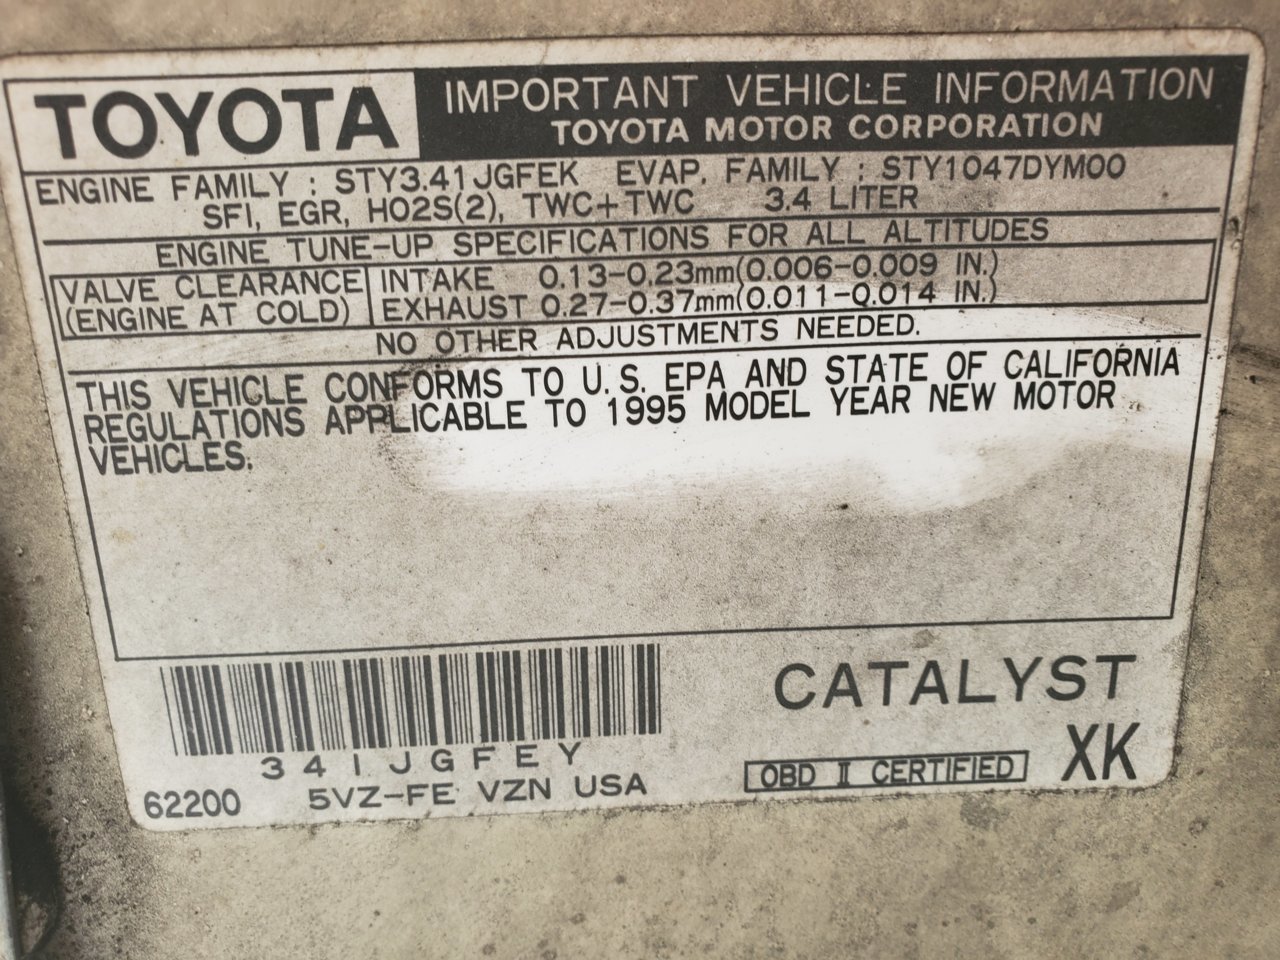 TOYOTA
IMPORTANT VEHICLE INFORMATION
TOYOTA MOTOR CORPORATION
ENGINE FAMILY : STY3.41JGFEK EVAP. FAMILY : STY1047DYM00
SFI, EGR, HO2S(2), TWC+TWC 3.4 LITER
ENGINE TUNE-UP SPECIFICATIONS FOR ALL ALTITUDES
VALVE CLEARANCE
(ENGINE AT COLD)
INTAKE 0.13-0.23mm(0.006-0.009 IN.)
EXHAUST 0.27-0.37mm(0.011-0.014 IN.)
NO OTHER ADJUSTMENTS NEEDED.
THIS VEHICLE CONFORMS TO U.S. EPA AND STATE OF CALIFORNIA
REGULATIONS APPLICABLE TO 1995 MODEL YEAR NEW MOTOR
VEHICLES.
341JGFEY
62200 5VZ-FE VZN USA
CATALYST
OBD II CERTIFIED XK